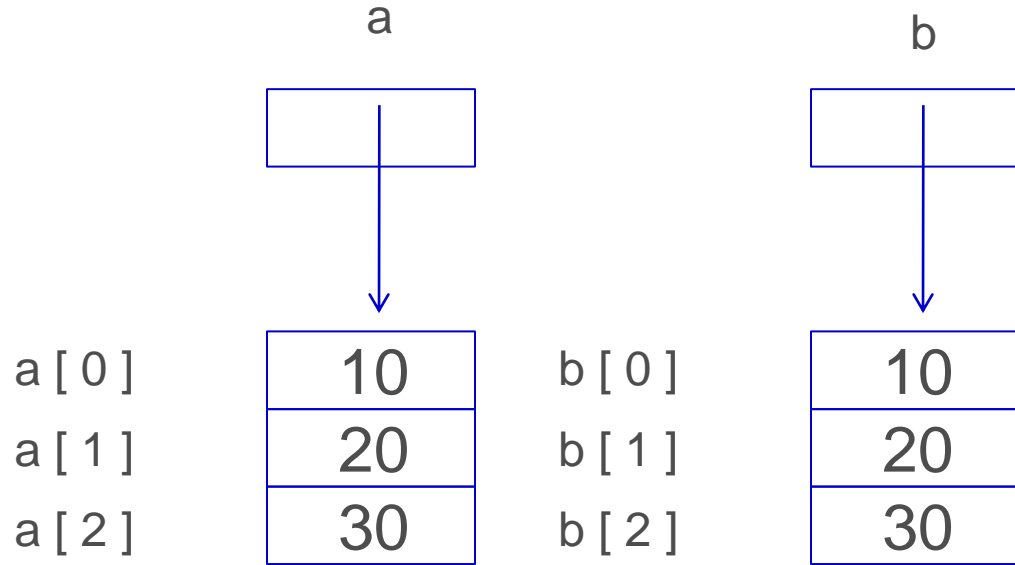 a b
a [ 0 ] 10 b [ 0 ] 10
a [ 1 ] 20 b [ 1 ] 20
a [ 2 ] 30 b [ 2 ] 30